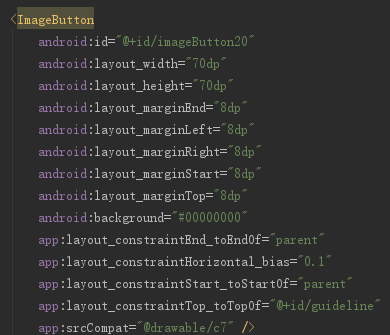 <ImageButton
android:id="@+id/imageButton20"
android:layout_width="70dp"
android:layout_height="70dp"
android:layout_marginEnd="8dp"
android:layout_marginLeft="8dp"
android:layout_marginRight="8dp"
android:layout_marginStart="8dp"
android:layout_marginTop="8dp"
android:background="#00000000"
app:layout_constraintEnd_toEndOf="parent"
app:layout_constraintHorizontal_bias="0.1"
app:layout_constraintStart_toStartOf="parent"
app:layout_constraintTop_toTopOf="@+id/guideline"
app:srcCompat="@drawable/c7" />